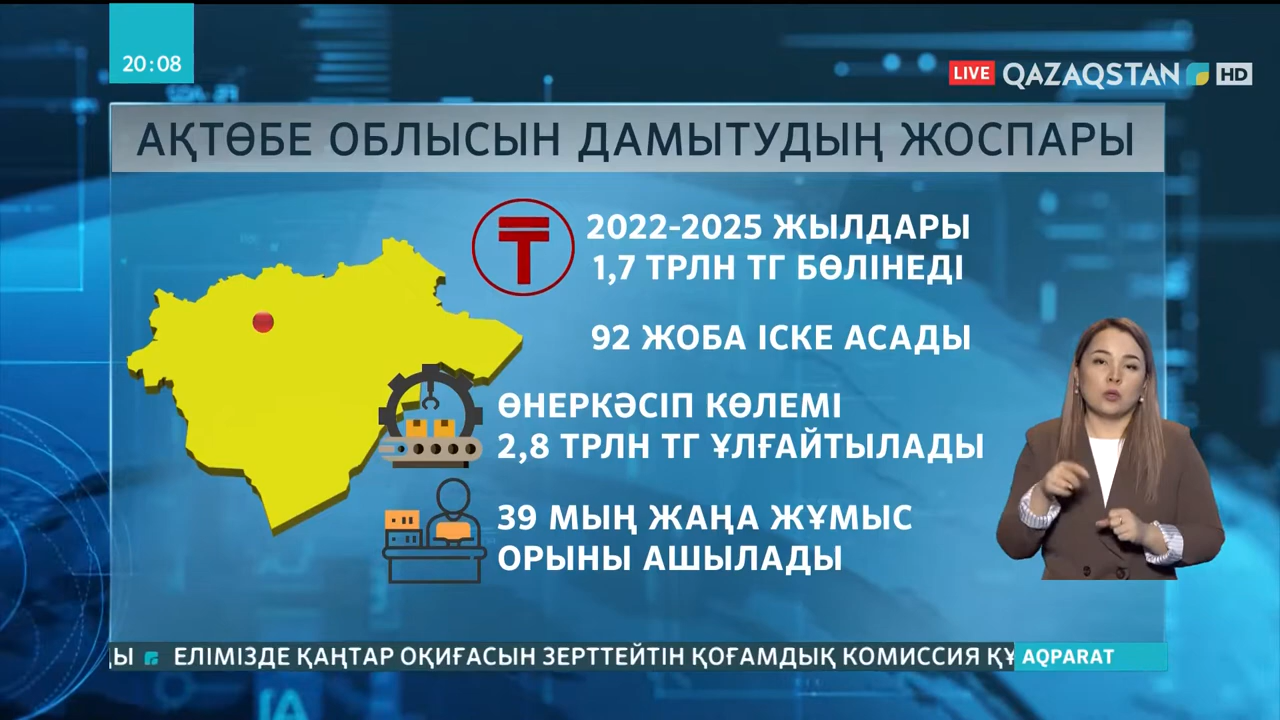 20:08
LIVE QAZAQSTAN HD
АҚТӨБЕ ОБЛЫСЫН ДАМЫТУДЫҢ ЖОСПАРЫ
2022-2025 ЖЫЛДАРЫ
1,7 ТРЛН ТГ БӨЛІНЕДІ
92 ЖОБА ІСКЕ АСАДЫ
ӨНЕРКӘСІП КӨЛЕМІ
2,8 ТРЛН ТГ ҰЛҒАЙТЫЛАДЫ
39 МЫҢ ЖАҢА ЖҰМЫС
ОРЫНЫ АШЫЛАДЫ
ЕЛІМІЗДЕ ҚАҢТАР ОҚИҒАСЫН ЗЕРТТЕЙТІН ҚОҒАМДЫҚ КОМИССИЯ ҚҰ AQPARAT